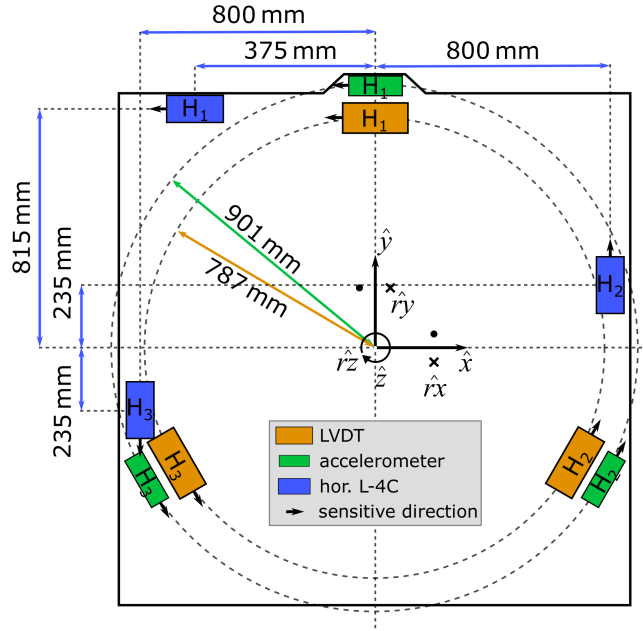 800 mm
375 mm
800 mm
H1
H1
H1
815 mm
901 mm
787 mm
235 mm
ŷ
r̂y
H2
r̂z
ẑ
x̂
r̂x
235 mm
H3
H3
H3
H2
H2
LVDT
accelerometer
hor. L-4C
sensitive direction